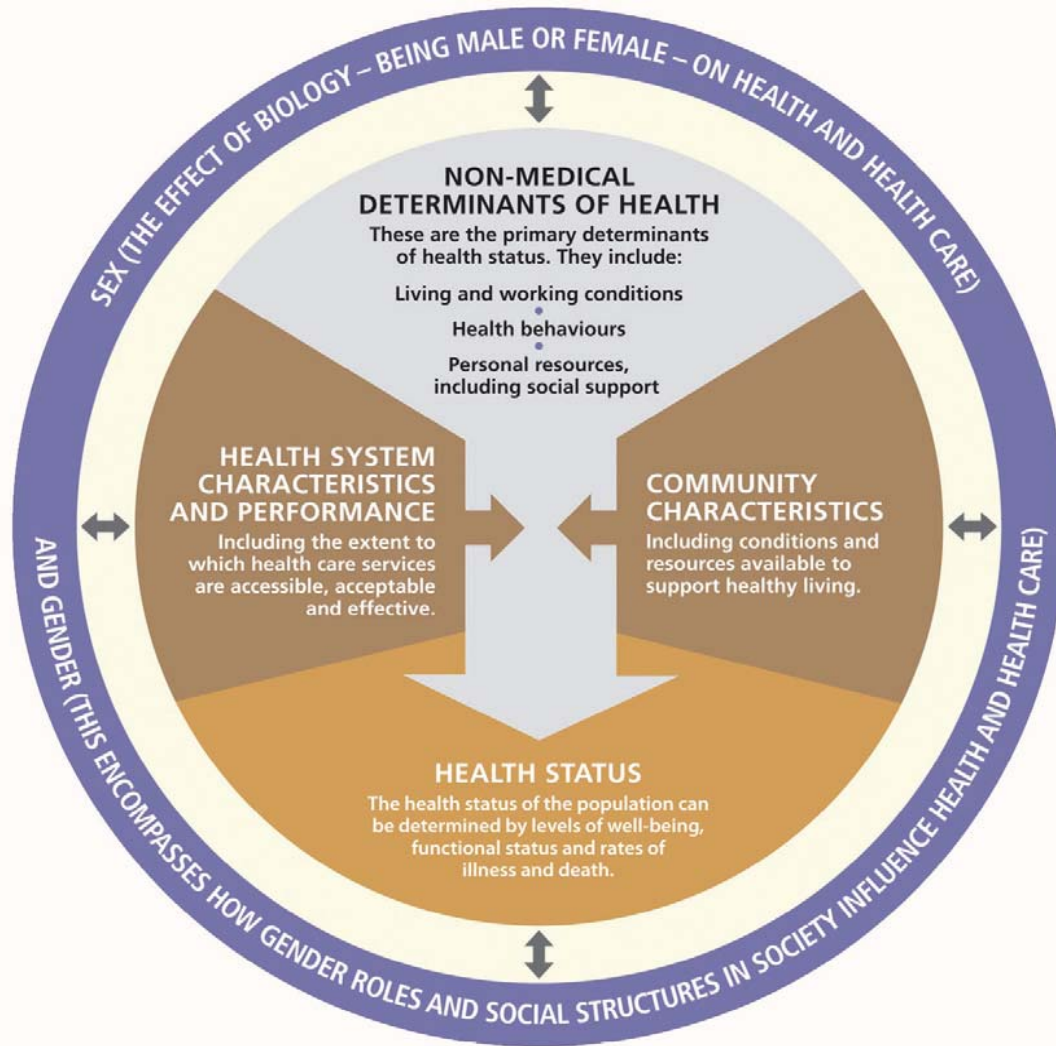 SEX (THE EFFECT OF BIOLOGY – BEING MALE OR FEMALE – ON HEALTH AND HEALTH CARE)
AND GENDER (THIS ENCOMPASSES HOW GENDER ROLES AND SOCIAL STRUCTURES IN SOCIETY INFLUENCE HEALTH AND HEALTH CARE)
NON-MEDICAL
DETERMINANTS OF HEALTH
These are the primary determinants
of health status. They include:
Living and working conditions
•
Health behaviours
•
Personal resources,
including social support
HEALTH SYSTEM
CHARACTERISTICS
AND PERFORMANCE
Including the extent to
which health care services
are accessible, acceptable
and effective.
COMMUNITY
CHARACTERISTICS
Including conditions and
resources available to
support healthy living.
HEALTH STATUS
The health status of the population can
be determined by levels of well-being,
functional status and rates of
illness and death.